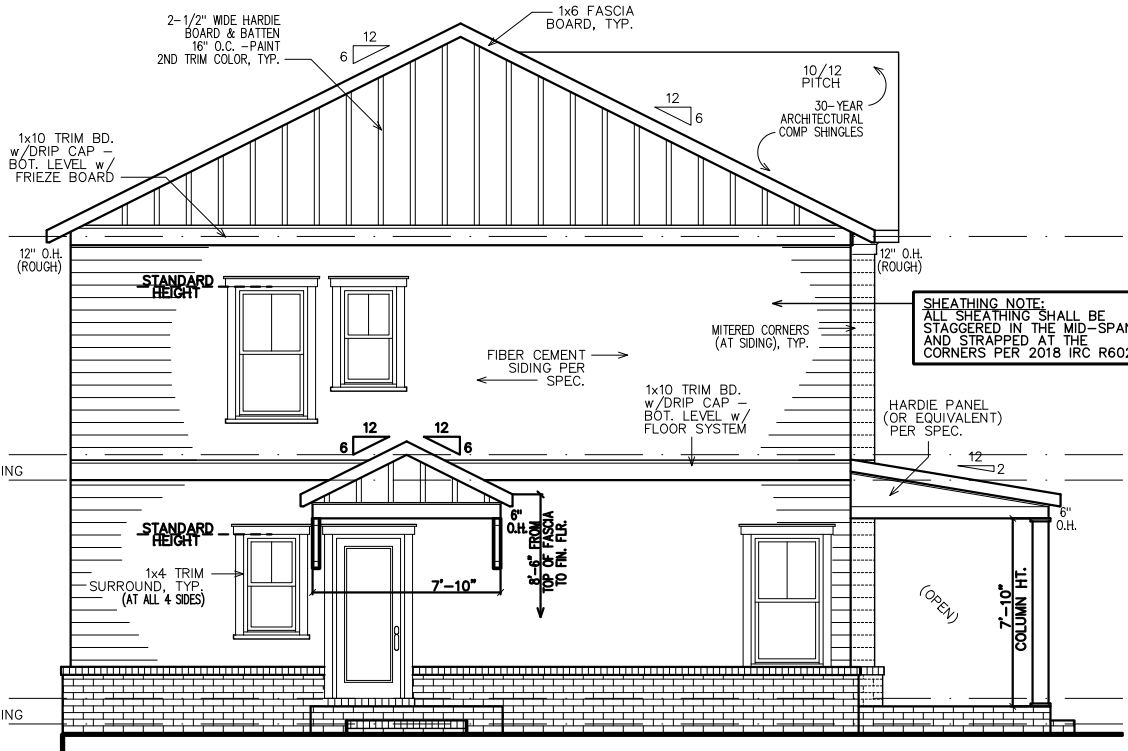 2-1/2" WIDE HARDIE
BOARD & BATTEN
16" O.C. -PAINT
2ND TRIM COLOR, TYP.
1x6 FASCIA
BOARD, TYP.
12
6
10/12
PITCH
12
6
30-YEAR
ARCHITECTURAL
COMP SHINGLES
1x10 TRIM BD.
w/DRIP CAP -
BOT. LEVEL w/
FRIEZE BOARD
12" O.H.
(ROUGH)
12" O.H.
(ROUGH)
STANDARD
HEIGHT
SHEATHING NOTE:
ALL SHEATHING SHALL BE
STAGGERED IN THE MID-SPAN
AND STRAPPED AT THE
CORNERS PER 2018 IRC R602
MITERED CORNERS
(AT SIDING), TYP.
FIBER CEMENT
SIDING PER
SPEC.
1x10 TRIM BD.
w/DRIP CAP -
BOT. LEVEL w/
FLOOR SYSTEM
HARDIE PANEL
(OR EQUIVALENT)
PER SPEC.
12
6
12
6
12
2
ING
6"
O.H.
6"
O.H.
STANDARD
HEIGHT
8'-6" FROM
TOP OF FASCIA
TO FIN. FLR.
1x4 TRIM
SURROUND, TYP.
(AT ALL 4 SIDES)
7'-10"
(OPEN)
7'-10"
COLUMN HT.
ING